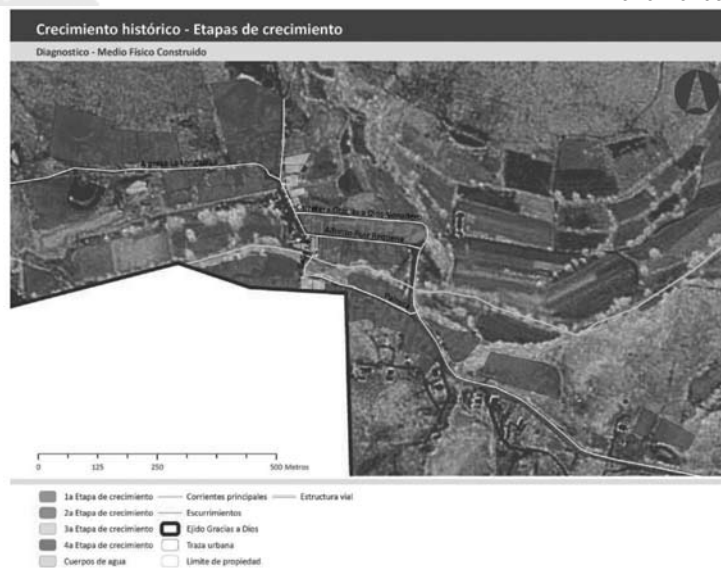 Crecimiento histórico - Etapas de crecimiento
Diagnostico - Medio Físico Construido
0 125 250 500 Metros
1a Etapa de crecimiento
2a Etapa de crecimiento
3a Etapa de crecimiento
4a Etapa de crecimiento
Cuerpos de agua
Corrientes principales
Escurrimientos
Ejido Gracias a Dios
Traza urbana
Límite de propiedad
Estructura vial